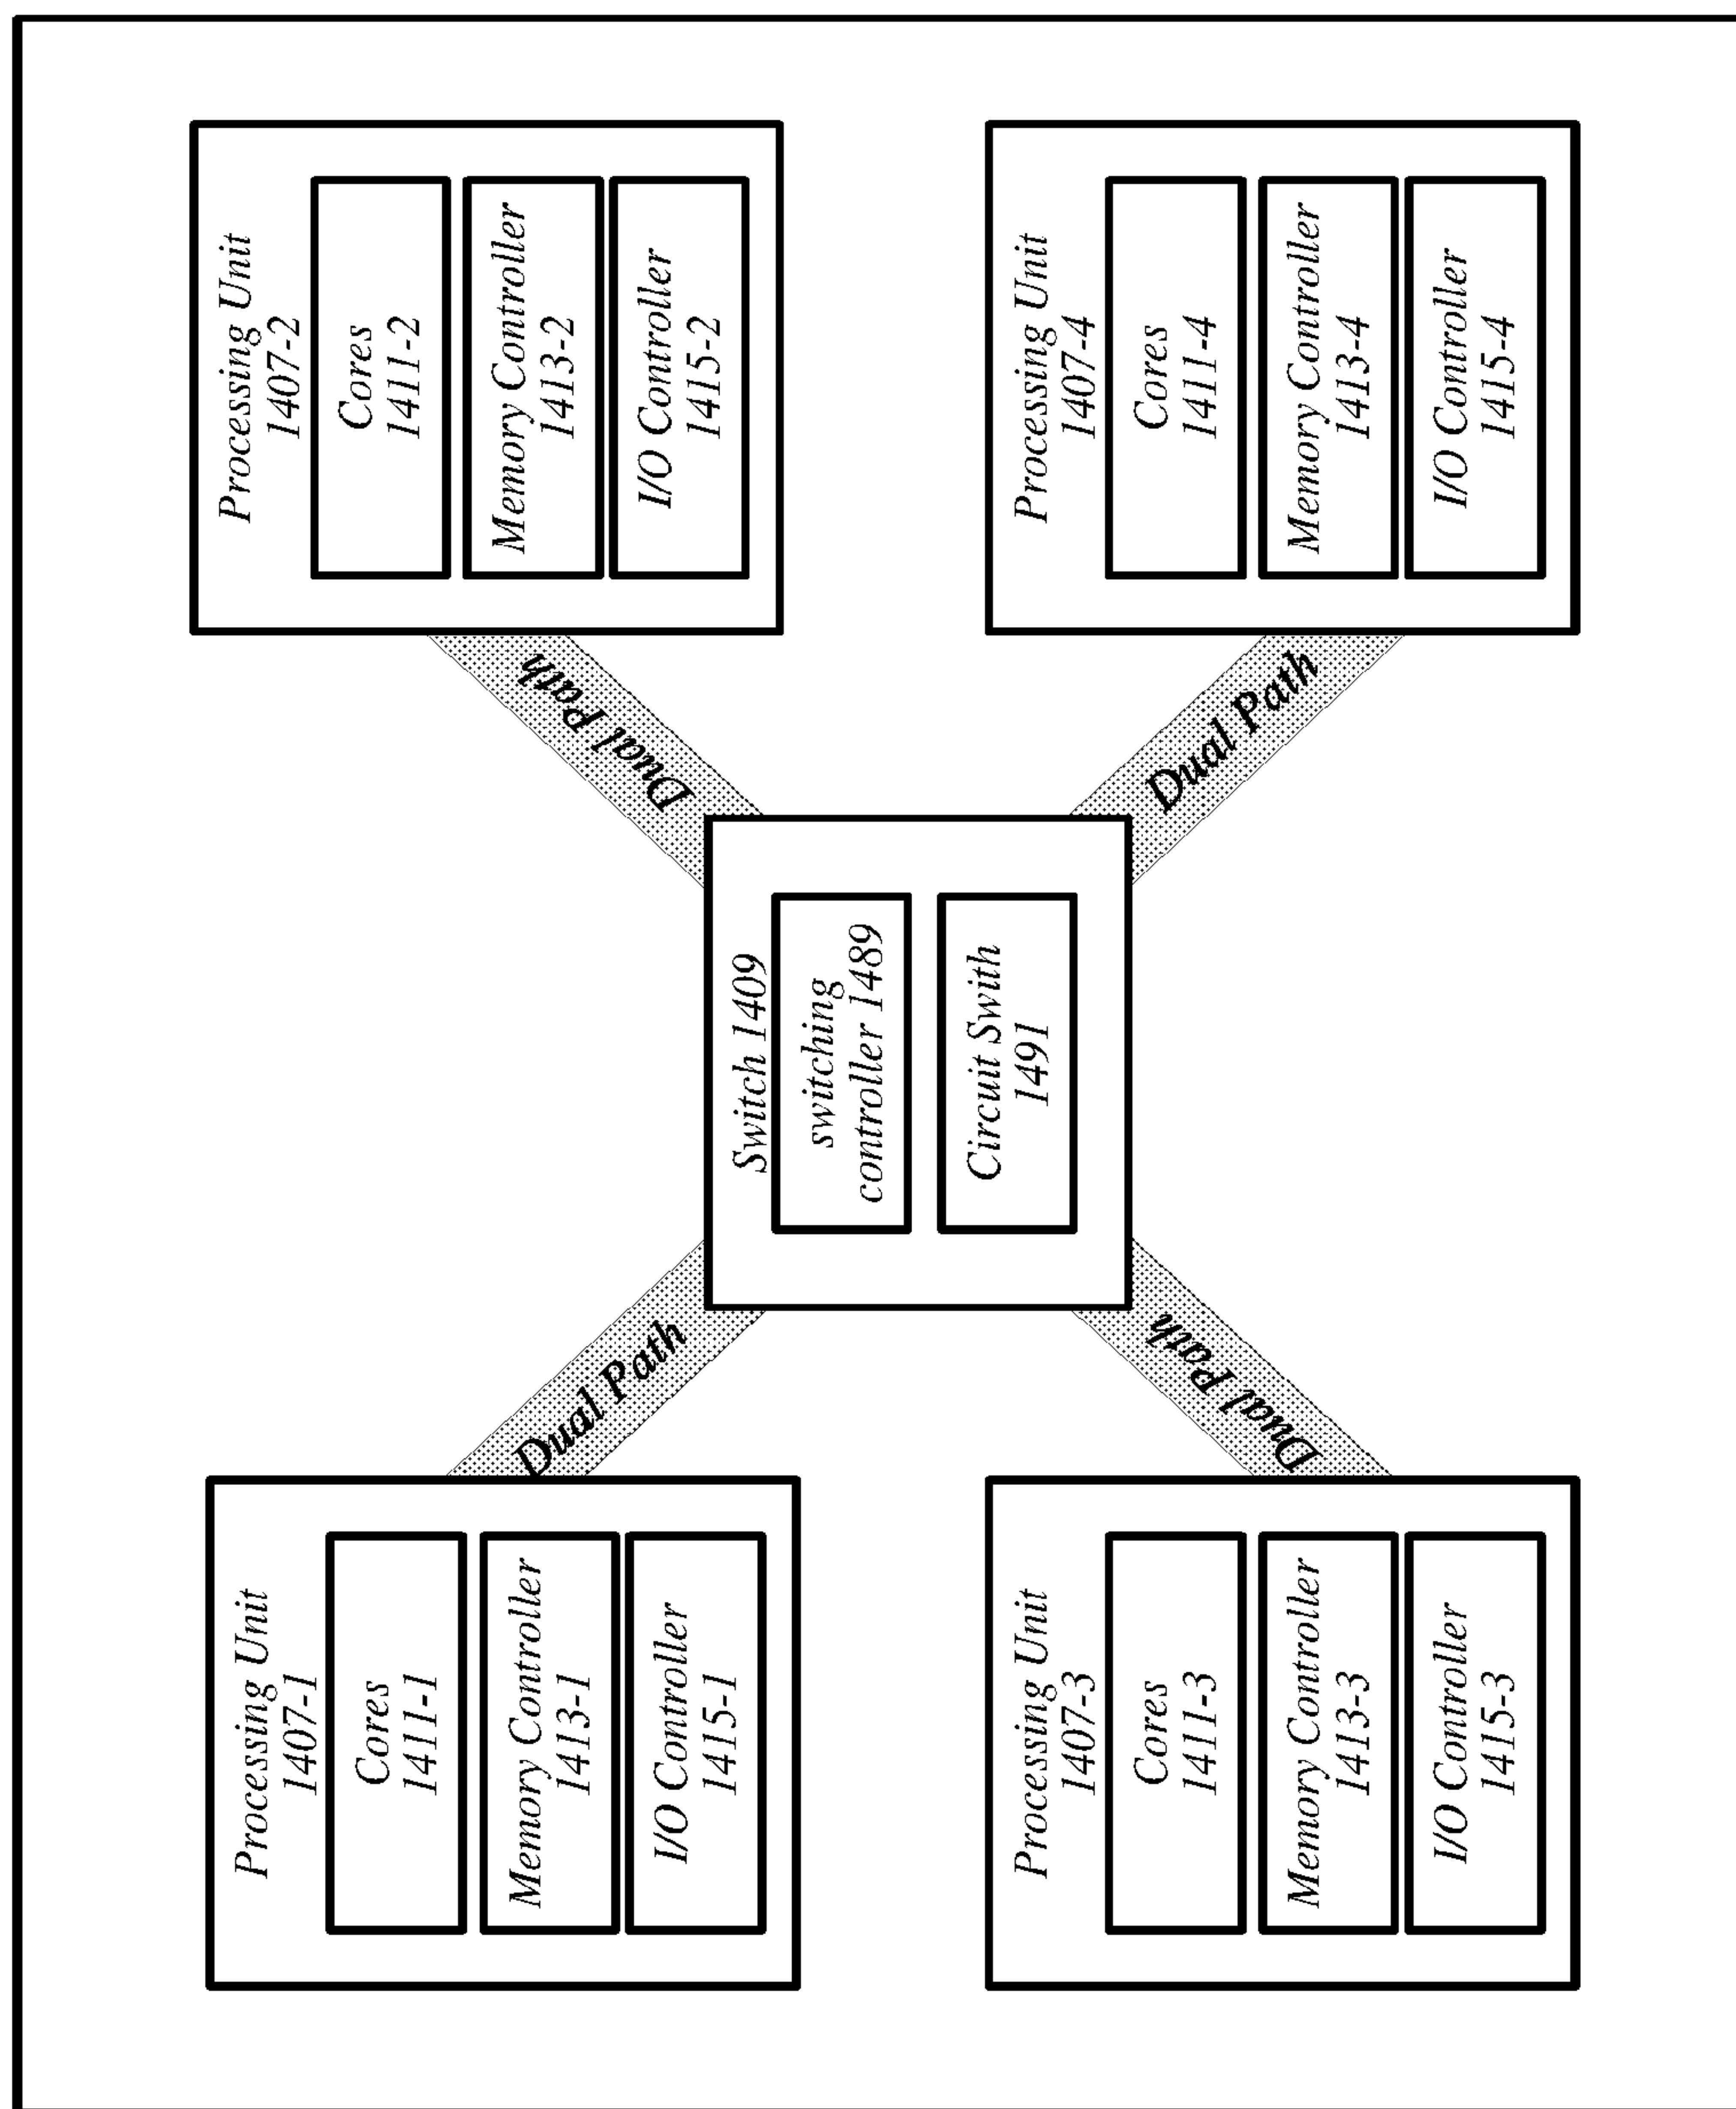 Processing Unit
1407-1
Cores
1411-1
Memory Controller
1413-1
I/O Controller
1415-1
Dual Path
Processing Unit
1407-2
Cores
1411-2
Memory Controller
1413-2
I/O Controller
1415-2
Dual Path
Switch 1409
switching
controller 1489
Circuit Swith
1491
Processing Unit
1407-3
Cores
1411-3
Memory Controller
1413-3
I/O Controller
1415-3
Dual Path
Processing Unit
1407-4
Cores
1411-4
Memory Controller
1413-4
I/O Controller
1415-4
Dual Path